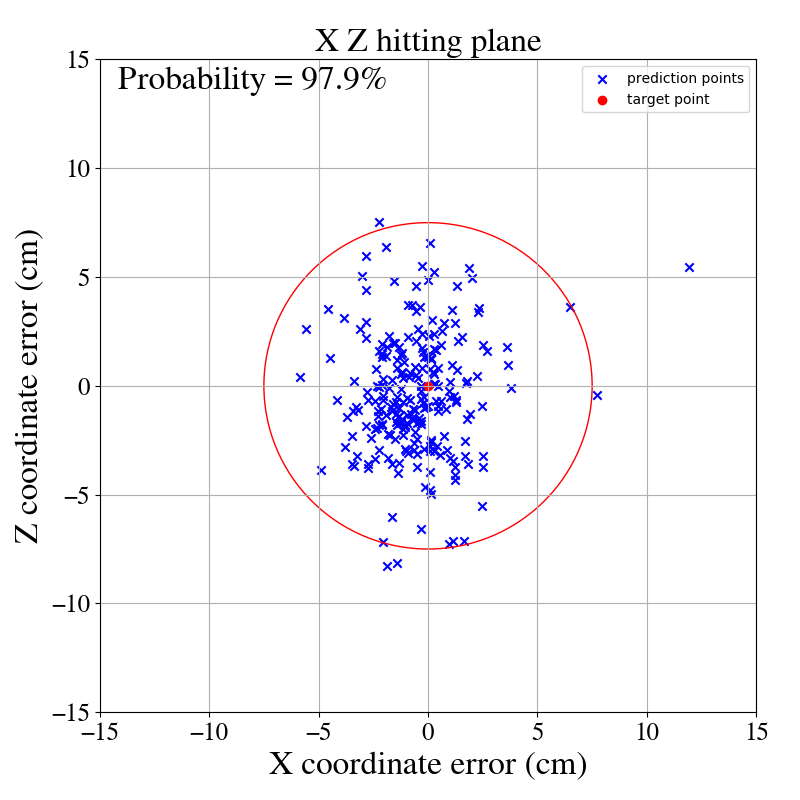 X Z hitting plane
Probability = 97.9%
prediction points
target point
15
10
5
0
−5
−10
−15
Z coordinate error (cm)
−15 −10 −5 0 5 10 15
X coordinate error (cm)